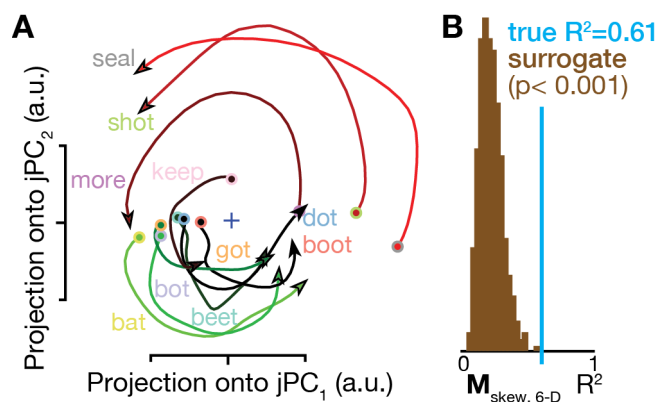 A
seal
shot
more
keep
dot
got
boot
bot
beet
bat
Projection onto jPC2 (a.u.)
Projection onto jPC1 (a.u.)
B
true R²=0.61
surrogate
(p< 0.001)
0
1
Mskew, 6-D
R²